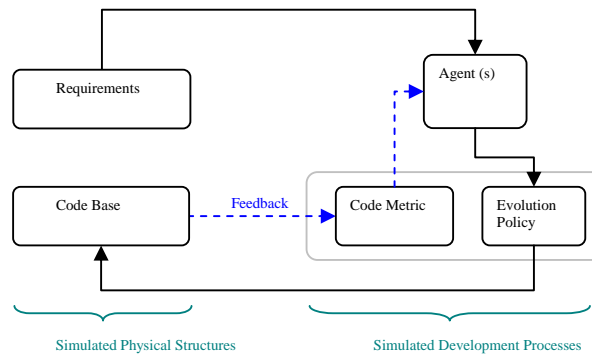 Requirements
Agent (s)
Code Base
Feedback
Code Metric
Evolution
Policy
Simulated Physical Structures
Simulated Development Processes